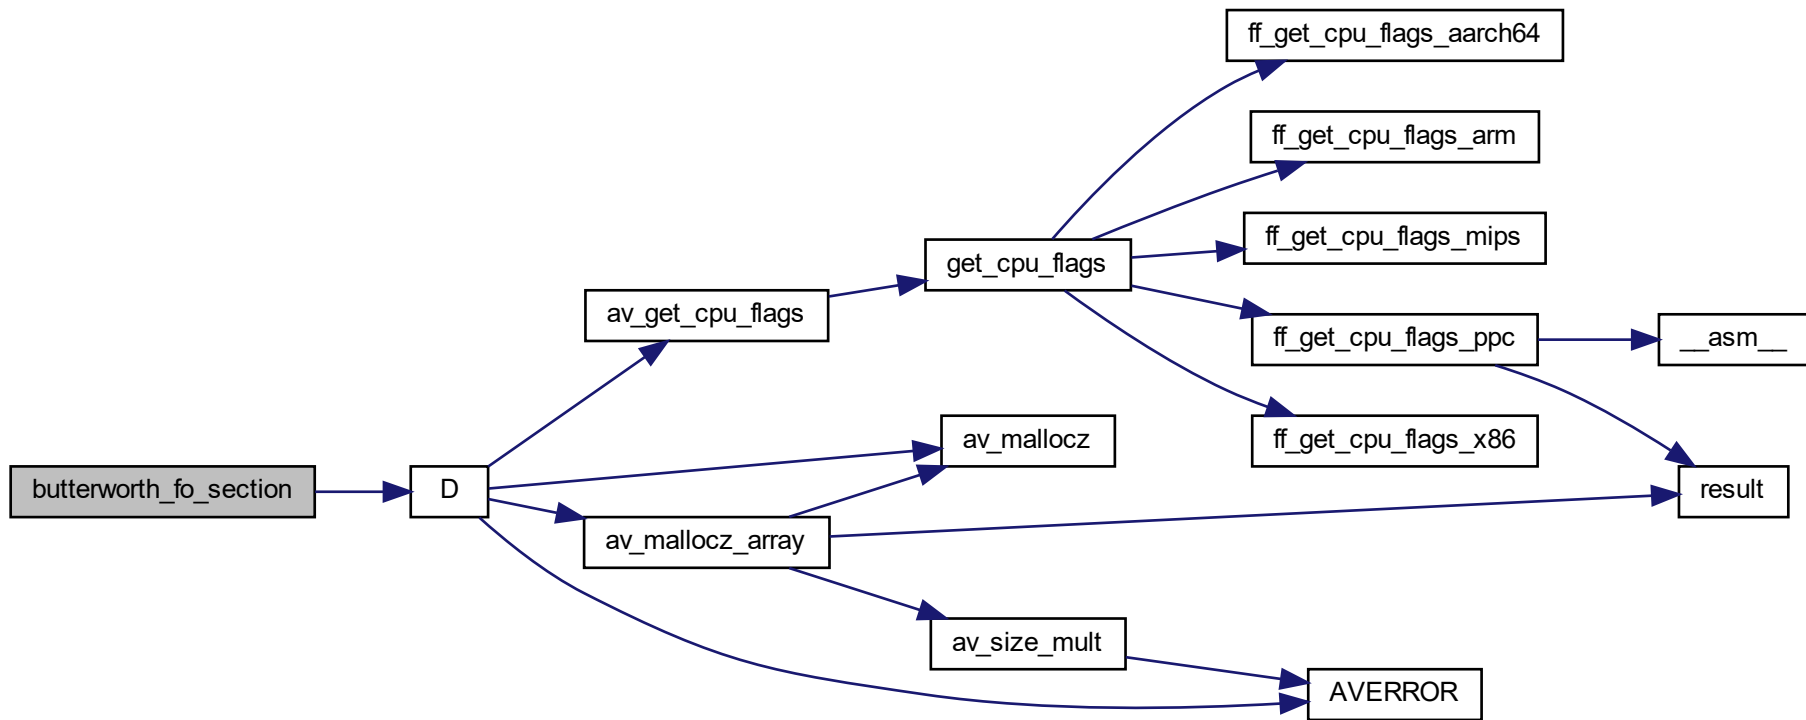 ff_get_cpu_flags_aarch64
ff_get_cpu_flags_arm
ff_get_cpu_flags_mips
get_cpu_flags
av_get_cpu_flags
ff_get_cpu_flags_ppc
__asm__
av_mallocz
ff_get_cpu_flags_x86
butterworth_fo_section
D
result
av_mallocz_array
av_size_mult
AVERROR